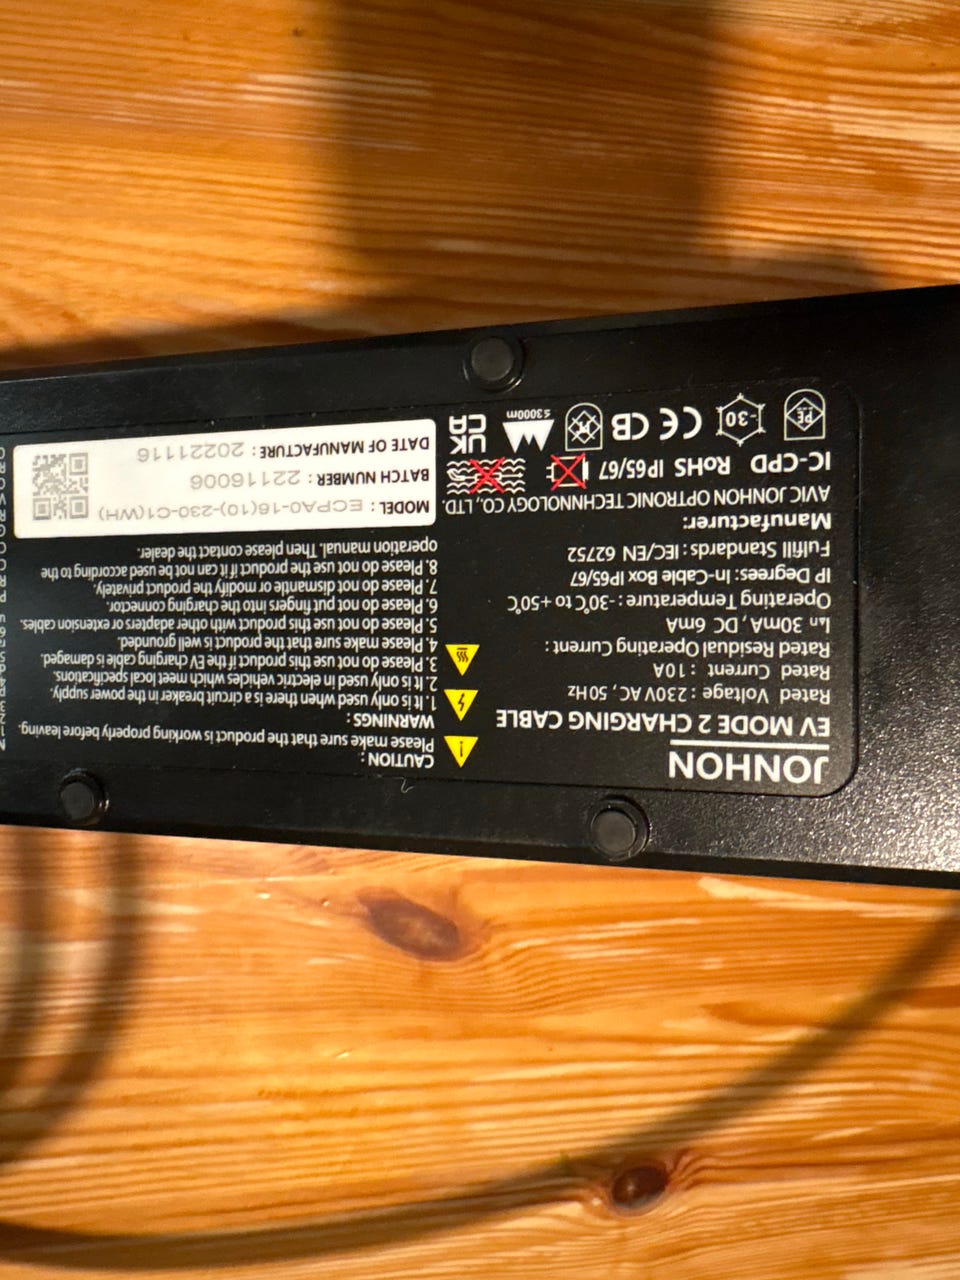 JONHON
EV MODE 2 CHARGING CABLE
Rated Voltage : 230V AC, 50Hz
Rated Current : 10A
Rated Residual Operating Current :
I△n 30mA, DC 6mA
Operating Temperature : -30℃ to +50℃
IP Degrees: In-Cable Box IP65/67
Fulfill Standards : IEC/EN 62752
Manufacturer:
AVIC JONHON OPTRONIC TECHNNOLOGY CO., LTD.
IC-CPD RoHS IP65/67
PE -30 CE CB ≤3000m UK CA
CAUTION :
Please make sure that the product is working properly before leaving.
WARNINGS :
1. It is only used when there is a circuit breaker in the power supply.
2. It is only used in electric vehicles which meet local specifications.
3. Please do not use this product if the EV charging cable is damaged.
4. Please make sure that the product is well grounded.
5. Please do not use this product with other adapters or extension cables.
6. Please do not put fingers into the charging connector.
7. Please do not dismantle or modify the product privately.
8. Please do not use the product if it can not be used according to the
operation manual. Then please contact the dealer.
MODEL : ECPA0-16(10)-230-C1(WH)
BATCH NUMBER : 22116006
DATE OF MANUFACTURE : 20221116